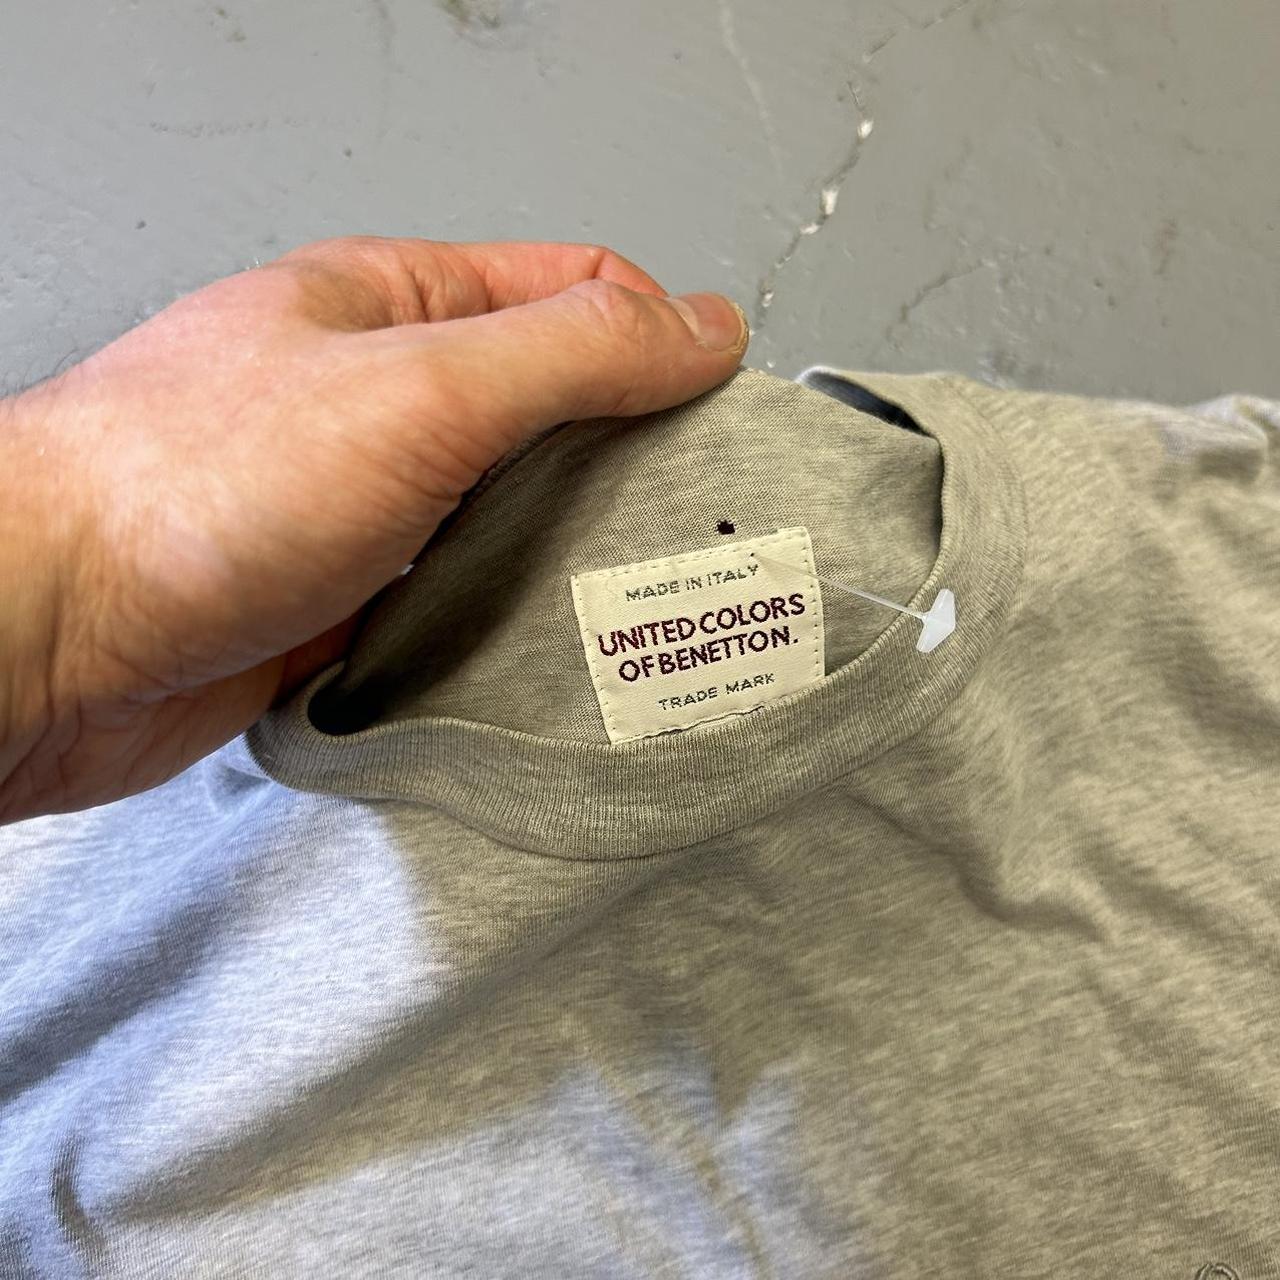 MADE IN ITALY
UNITED COLORS
OF BENETTON.
TRADE MARK